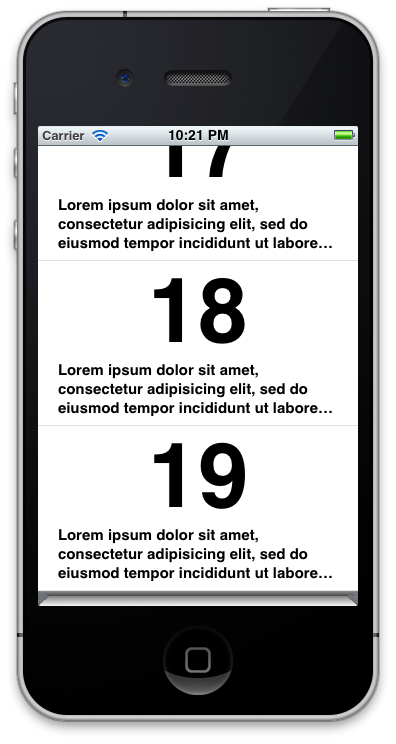 Carrier 10:21 PM
17
Lorem ipsum dolor sit amet,
consectetur adipisicing elit, sed do
eiusmod tempor incididunt ut labore…
18
Lorem ipsum dolor sit amet,
consectetur adipisicing elit, sed do
eiusmod tempor incididunt ut labore…
19
Lorem ipsum dolor sit amet,
consectetur adipisicing elit, sed do
eiusmod tempor incididunt ut labore…